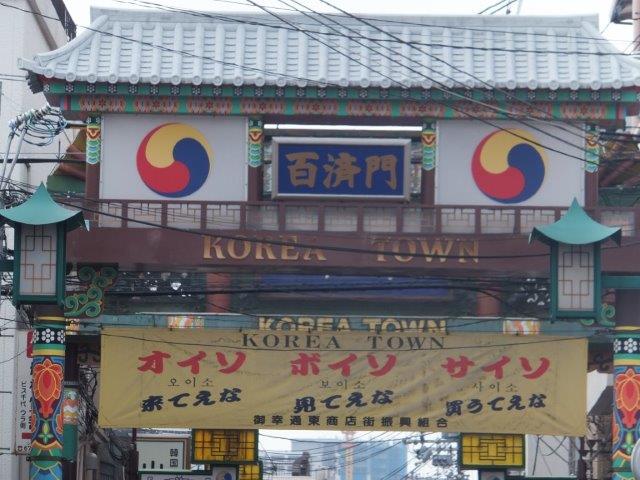 百済門
KOREA TOWN
KOREA TOWN
KOREA TOWN
オイソ ボイソ サイソ
오이소 보이소 사이소
来てえな 見てえな 買うてえな
御幸通東商店街振興組合
韓国